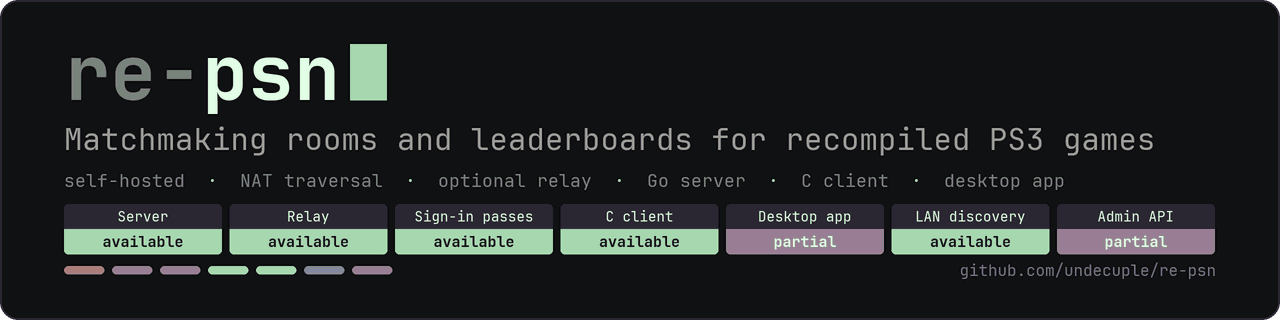 re-psn
Matchmaking rooms and leaderboards for recompiled PS3 games
self-hosted · NAT traversal · optional relay · Go server · C client · desktop app
Server Relay Sign-in passes C client Desktop app LAN discovery Admin API
available available available available partial available partial
github.com/undecuple/re-psn